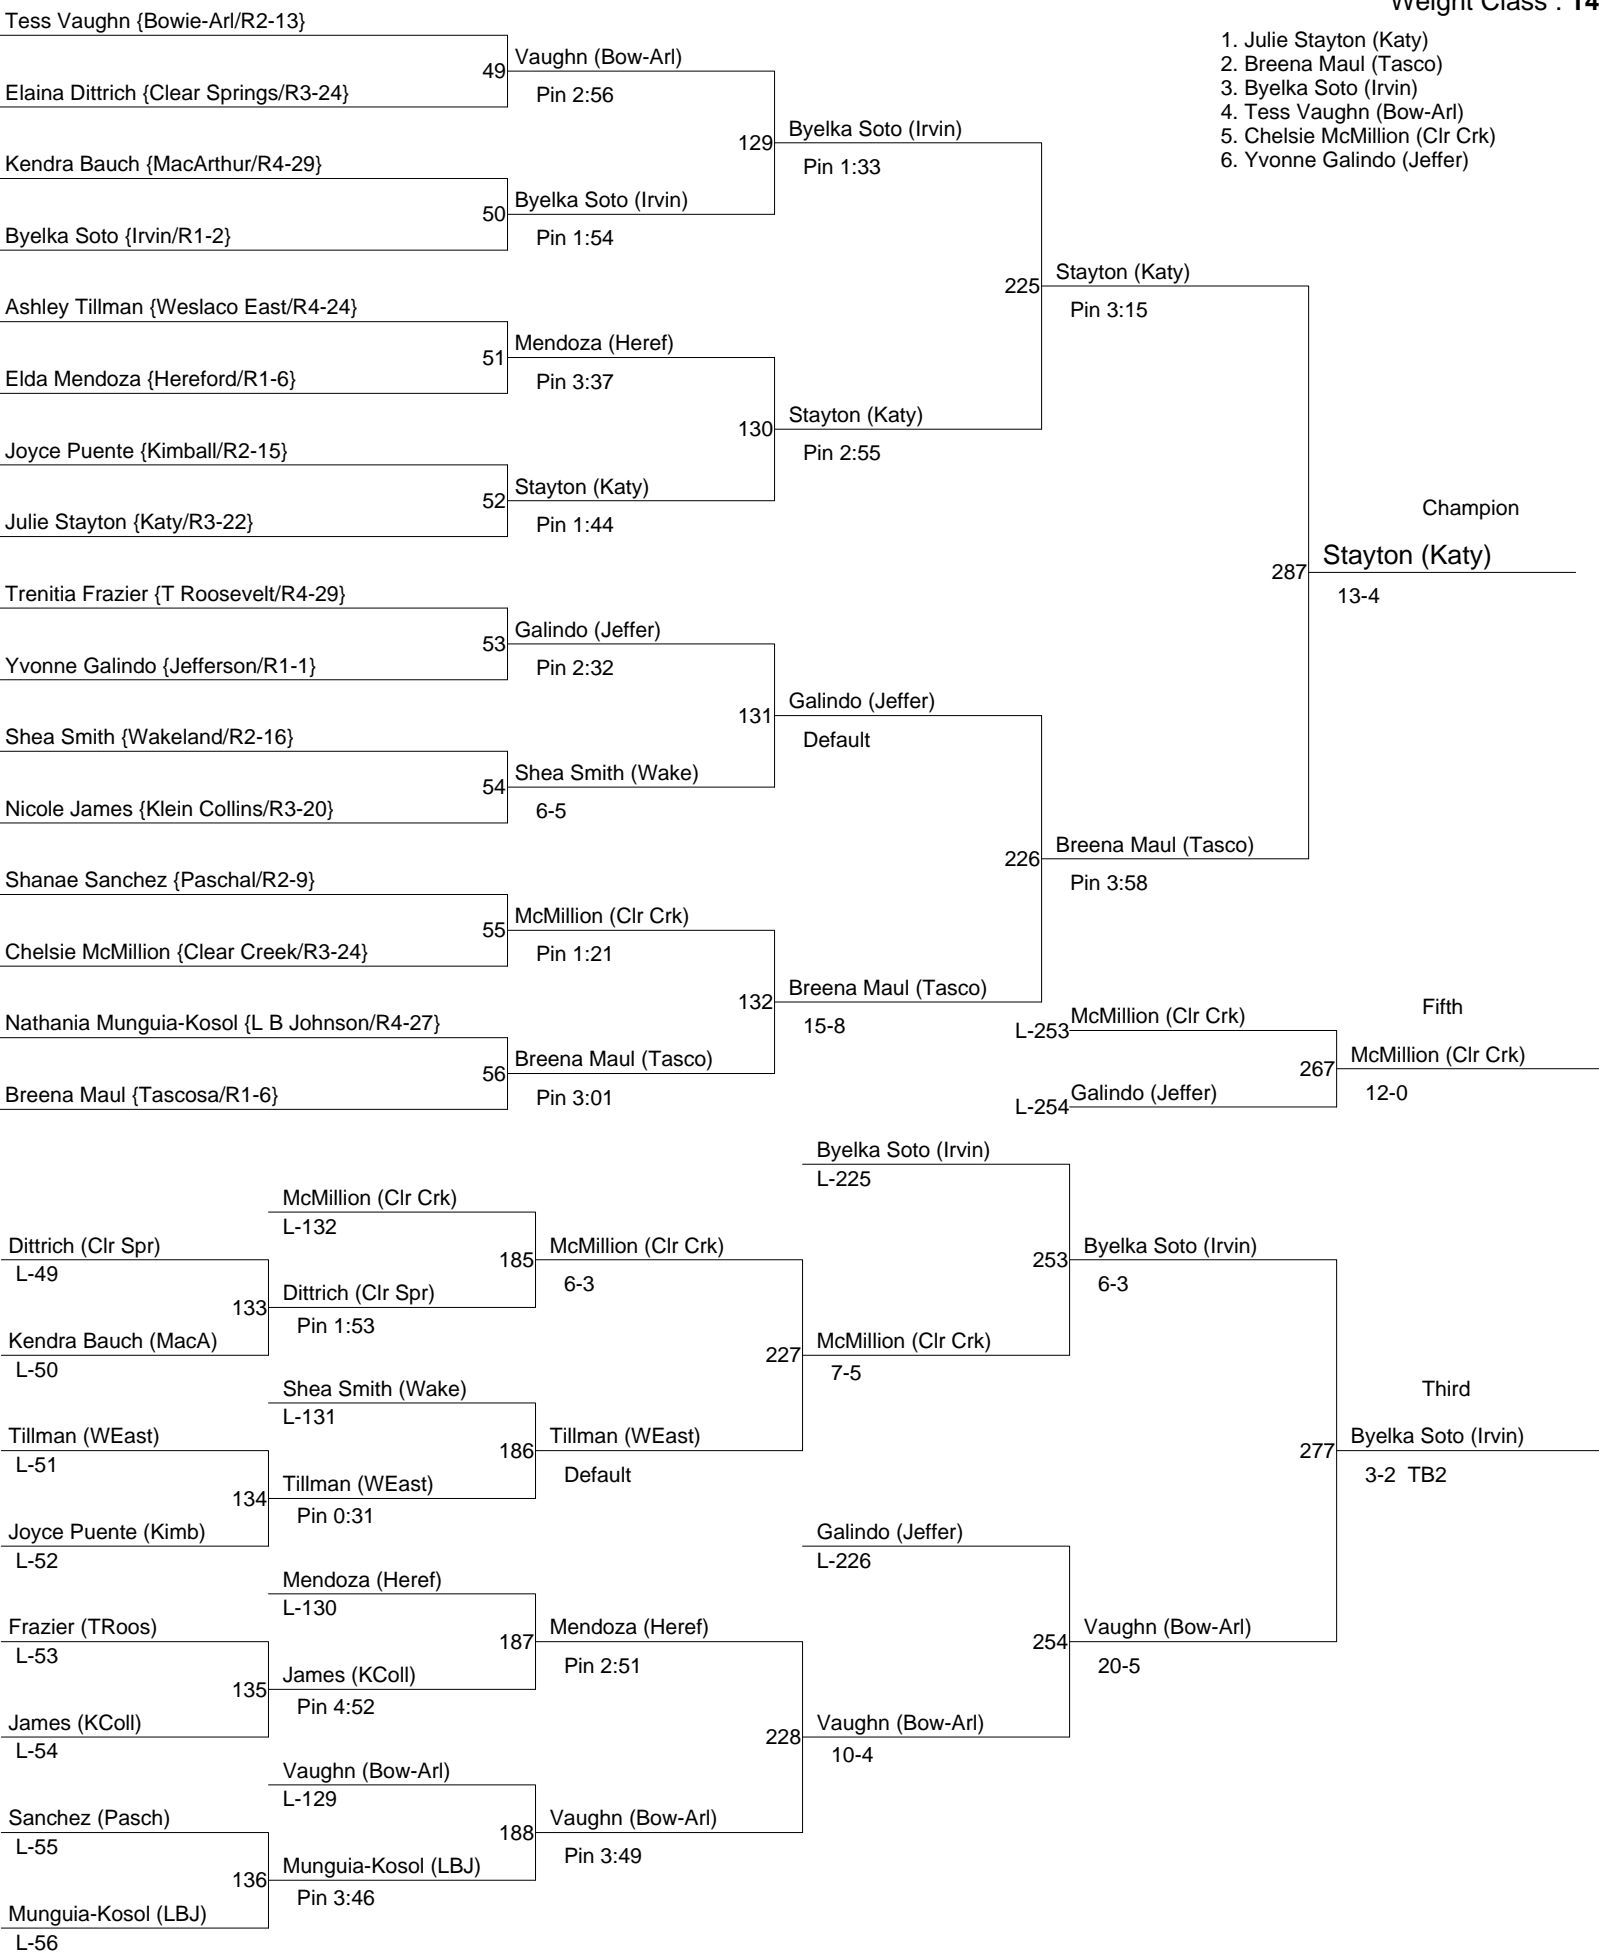 Weight Class : 14
1. Julie Stayton (Katy)
2. Breena Maul (Tasco)
3. Byelka Soto (Irvin)
4. Tess Vaughn (Bow-Arl)
5. Chelsie McMillion (Clr Crk)
6. Yvonne Galindo (Jeffer)
Tess Vaughn {Bowie-Arl/R2-13}
49
Vaughn (Bow-Arl)
Elaina Dittrich {Clear Springs/R3-24}
Pin 2:56
129
Byelka Soto (Irvin)
Pin 1:33
Kendra Bauch {MacArthur/R4-29}
50
Byelka Soto (Irvin)
Byelka Soto {Irvin/R1-2}
Pin 1:54
225
Stayton (Katy)
Pin 3:15
Ashley Tillman {Weslaco East/R4-24}
51
Mendoza (Heref)
Elda Mendoza {Hereford/R1-6}
Pin 3:37
130
Stayton (Katy)
Pin 2:55
Joyce Puente {Kimball/R2-15}
52
Stayton (Katy)
Julie Stayton {Katy/R3-22}
Pin 1:44
Champion
287
Stayton (Katy)
13-4
Trenitia Frazier {T Roosevelt/R4-29}
53
Galindo (Jeffer)
Yvonne Galindo {Jefferson/R1-1}
Pin 2:32
131
Galindo (Jeffer)
Default
Shea Smith {Wakeland/R2-16}
54
Shea Smith (Wake)
Nicole James {Klein Collins/R3-20}
6-5
226
Breena Maul (Tasco)
Pin 3:58
Shanae Sanchez {Paschal/R2-9}
55
McMillion (Clr Crk)
Chelsie McMillion {Clear Creek/R3-24}
Pin 1:21
132
Breena Maul (Tasco)
15-8
Nathania Munguia-Kosol {L B Johnson/R4-27}
56
Breena Maul (Tasco)
Breena Maul {Tascosa/R1-6}
Pin 3:01
L-253
McMillion (Clr Crk)
Fifth
267
McMillion (Clr Crk)
12-0
L-254
Galindo (Jeffer)
Byelka Soto (Irvin)
L-225
McMillion (Clr Crk)
L-132
Dittrich (Clr Spr)
L-49
185
McMillion (Clr Crk)
6-3
253
Byelka Soto (Irvin)
6-3
133
Dittrich (Clr Spr)
Pin 1:53
Kendra Bauch (MacA)
L-50
227
McMillion (Clr Crk)
7-5
Shea Smith (Wake)
L-131
Third
Tillman (WEast)
L-51
186
Tillman (WEast)
Default
277
Byelka Soto (Irvin)
3-2 TB2
134
Tillman (WEast)
Pin 0:31
Joyce Puente (Kimb)
L-52
Galindo (Jeffer)
L-226
Mendoza (Heref)
L-130
Frazier (TRoos)
L-53
187
Mendoza (Heref)
Pin 2:51
254
Vaughn (Bow-Arl)
20-5
135
James (KColl)
Pin 4:52
James (KColl)
L-54
228
Vaughn (Bow-Arl)
10-4
Vaughn (Bow-Arl)
L-129
Sanchez (Pasch)
L-55
188
Vaughn (Bow-Arl)
Pin 3:49
136
Munguia-Kosol (LBJ)
Pin 3:46
Munguia-Kosol (LBJ)
L-56